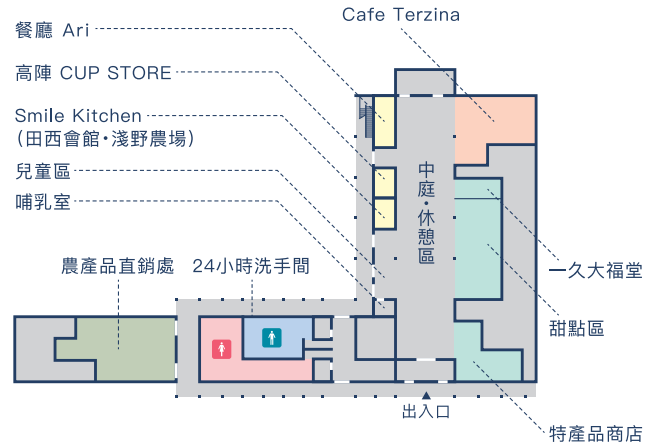 餐廳 Ari
高陣 CUP STORE
Smile Kitchen
(田西會館・淺野農場)
兒童區
哺乳室
農產品直銷處
24小時洗手間
Cafe Terzina
中庭・休憩區
一久大福堂
甜點區
特產品商店
出入口